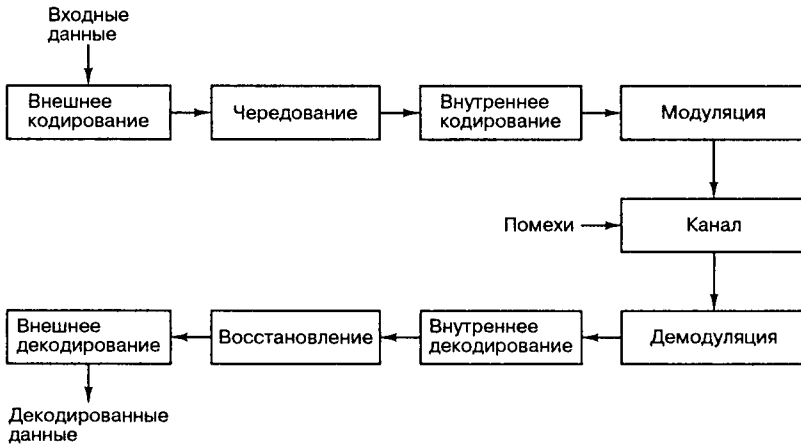 Входные
данные
Внешнее
кодирование
Чередование
Внутреннее
кодирование
Модуляция
Помехи
Канал
Внешнее
декодирование
Восстановление
Внутреннее
декодирование
Демодуляция
Декодированные
данные